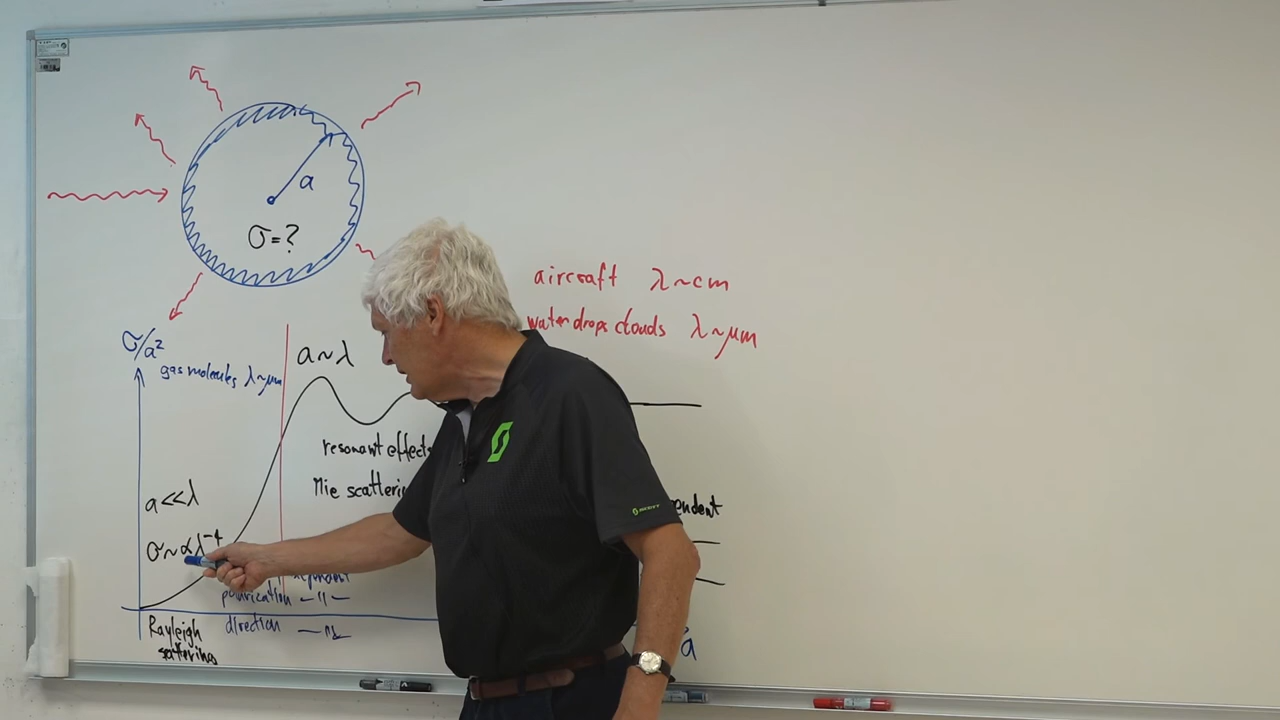 a
σ=?
aircraft λ~cm
water drops clouds λ~μm
σ/a²
gas molecules λ~μm
a~λ
resonant effects
Mie scattering
a<<λ
σ~αλ⁻⁴
polarization —〃—
direction —〃—
Rayleigh
scattering
a
SCOTT